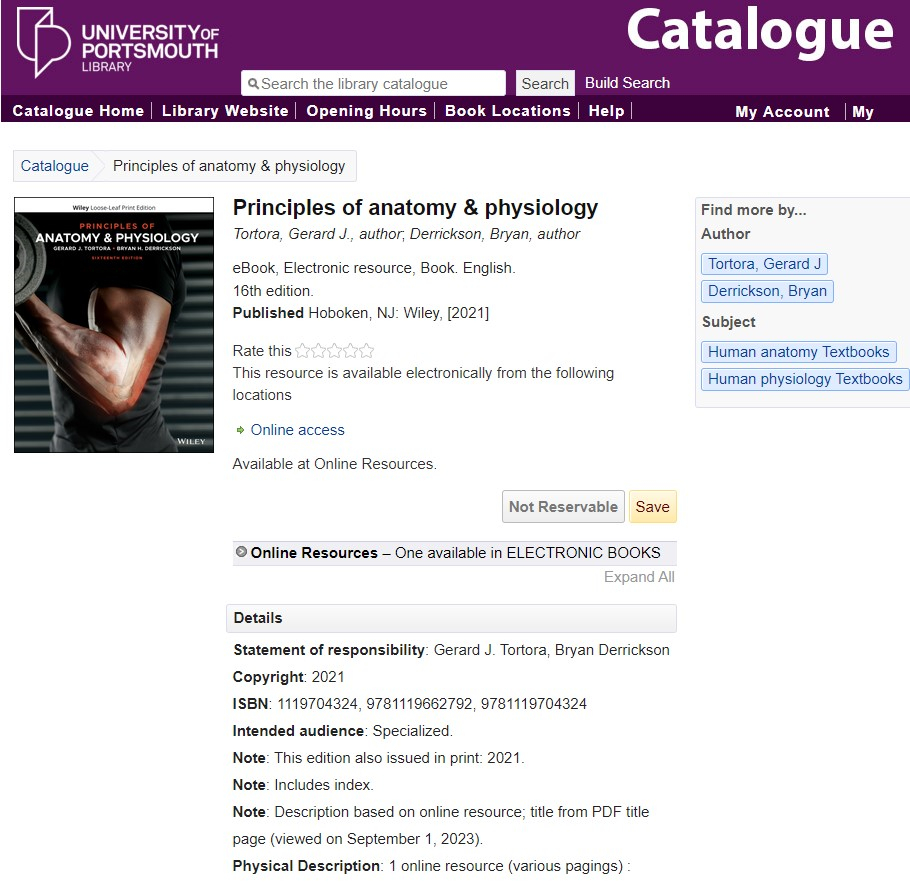 UNIVERSITY OF
PORTSMOUTH
LIBRARY
Catalogue
Search the library catalogue
Search
Build Search
Catalogue Home
Library Website
Opening Hours
Book Locations
Help
My Account
My
Catalogue
Principles of anatomy & physiology
Wiley Loose-Leaf Print Edition
PRINCIPLES OF
ANATOMY & PHYSIOLOGY
GERARD J. TORTORA • BRYAN H. DERRICKSON
SIXTEENTH EDITION
WILEY
Principles of anatomy & physiology
Tortora, Gerard J., author; Derrickson, Bryan, author
eBook, Electronic resource, Book. English.
16th edition.
Published Hoboken, NJ: Wiley, [2021]
Rate this
This resource is available electronically from the following
locations
Online access
Available at Online Resources.
Not Reservable
Save
Online Resources – One available in ELECTRONIC BOOKS
Expand All
Details
Statement of responsibility: Gerard J. Tortora, Bryan Derrickson
Copyright: 2021
ISBN: 1119704324, 9781119662792, 9781119704324
Intended audience: Specialized.
Note: This edition also issued in print: 2021.
Note: Includes index.
Note: Description based on online resource; title from PDF title
page (viewed on September 1, 2023).
Physical Description: 1 online resource (various pagings) :
Find more by...
Author
Tortora, Gerard J
Derrickson, Bryan
Subject
Human anatomy Textbooks
Human physiology Textbooks